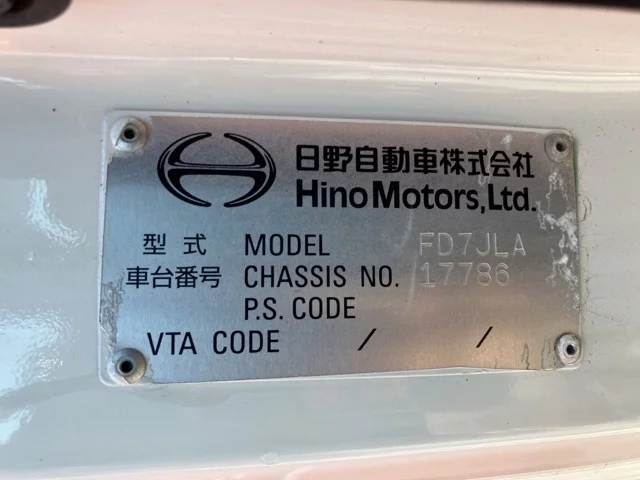 日野自動車株式会社
Hino Motors, Ltd.
型式 MODEL FD7JLA
車台番号 CHASSIS NO. 17786
P.S. CODE
VTA CODE / /